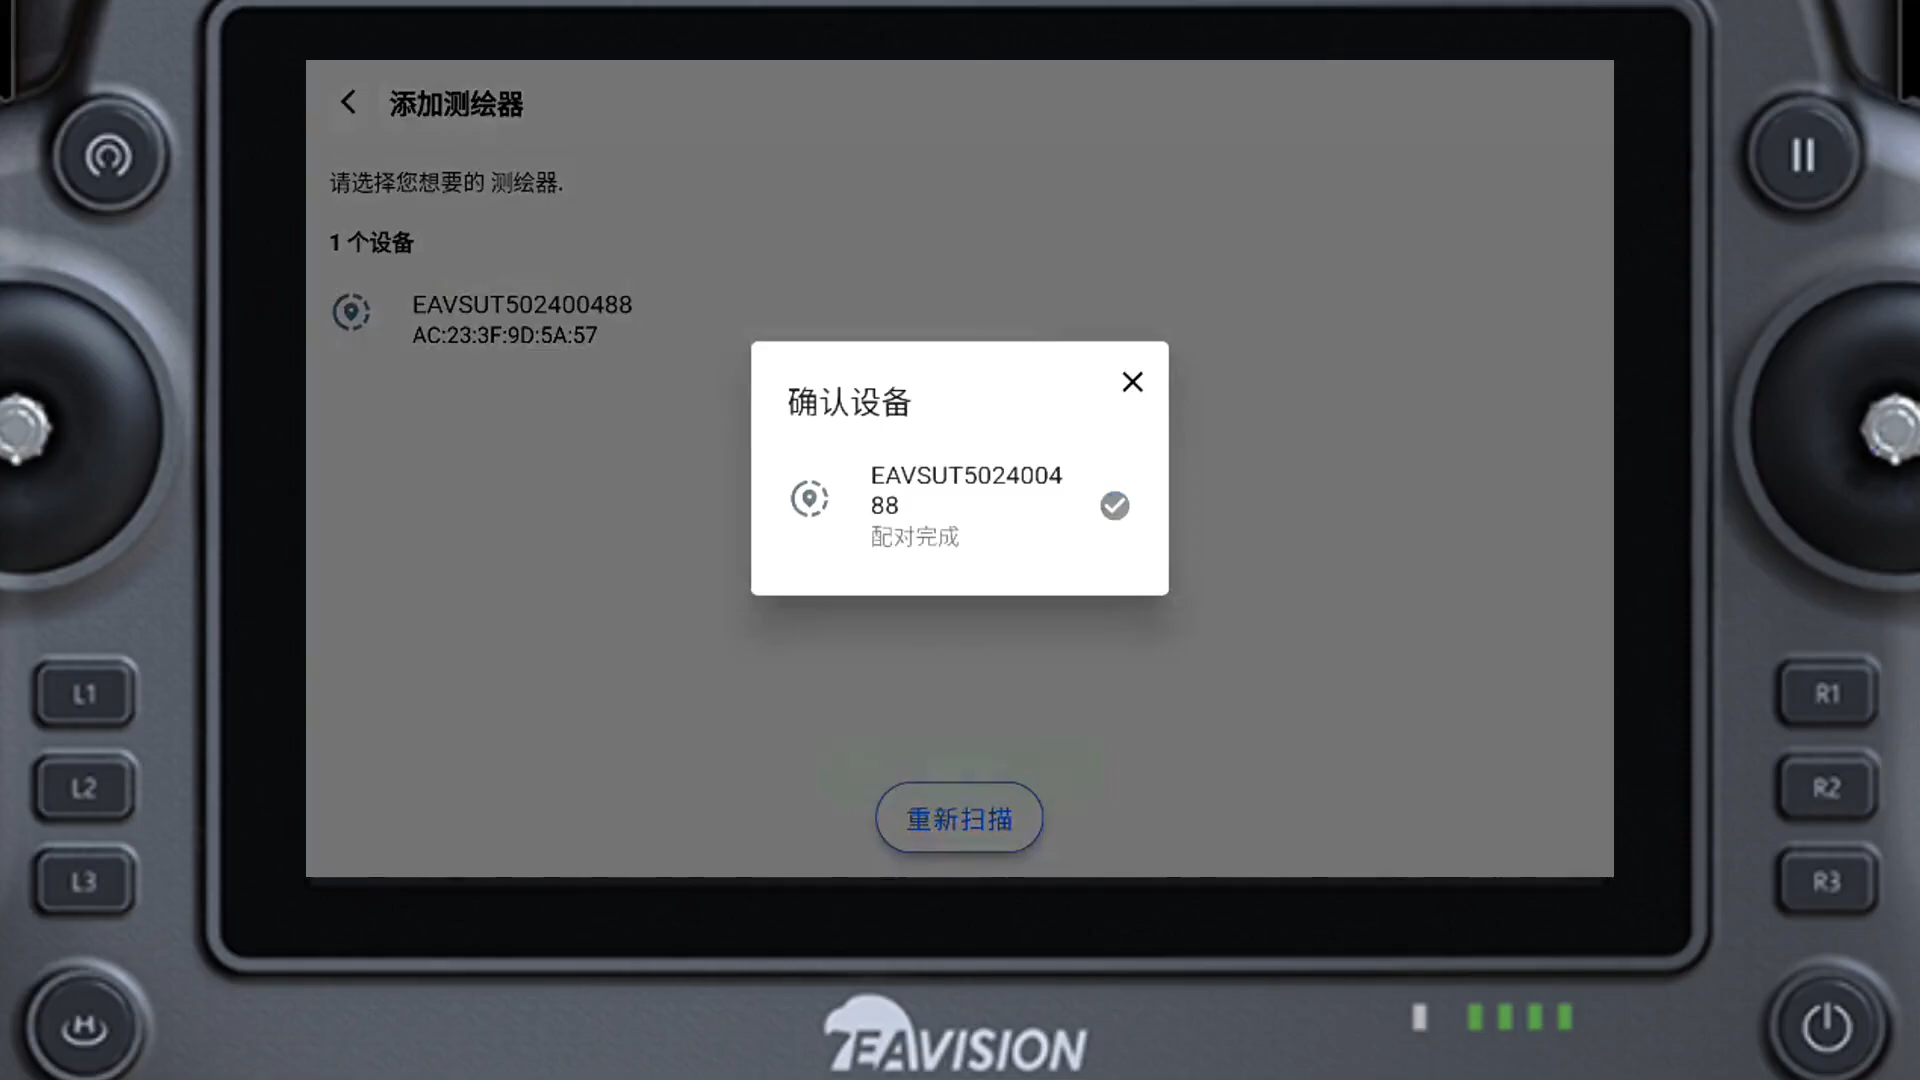 添加测绘器
请选择您想要的 测绘器.
1 个设备
EAVSUT502400488
AC:23:3F:9D:5A:57
确认设备
EAVSUT5024004
88
配对完成
重新扫描
L1
L2
L3
R1
R2
R3
H
EAVISION